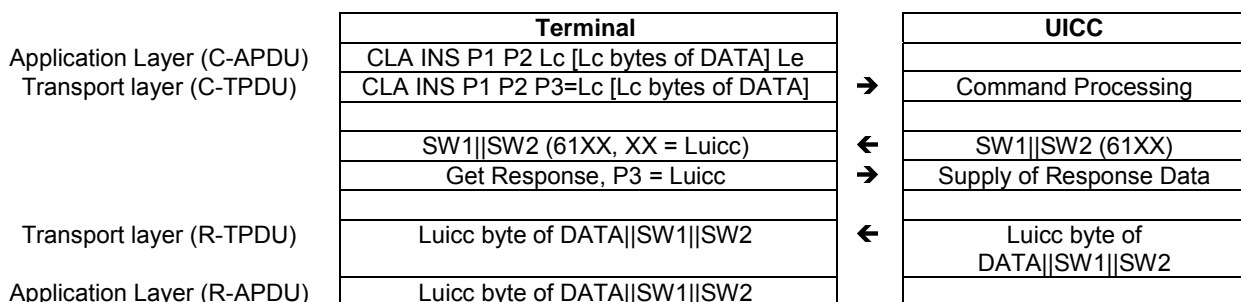 Terminal UICC
Application Layer (C-APDU) CLA INS P1 P2 Lc [Lc bytes of DATA] Le
Transport layer (C-TPDU) CLA INS P1 P2 P3=Lc [Lc bytes of DATA] → Command Processing
SW1||SW2 (61XX, XX = Luicc) ← SW1||SW2 (61XX)
Get Response, P3 = Luicc → Supply of Response Data
Transport layer (R-TPDU) Luicc byte of DATA||SW1||SW2 ← Luicc byte of
DATA||SW1||SW2
Application Layer (R-APDU) Luicc byte of DATA||SW1||SW2